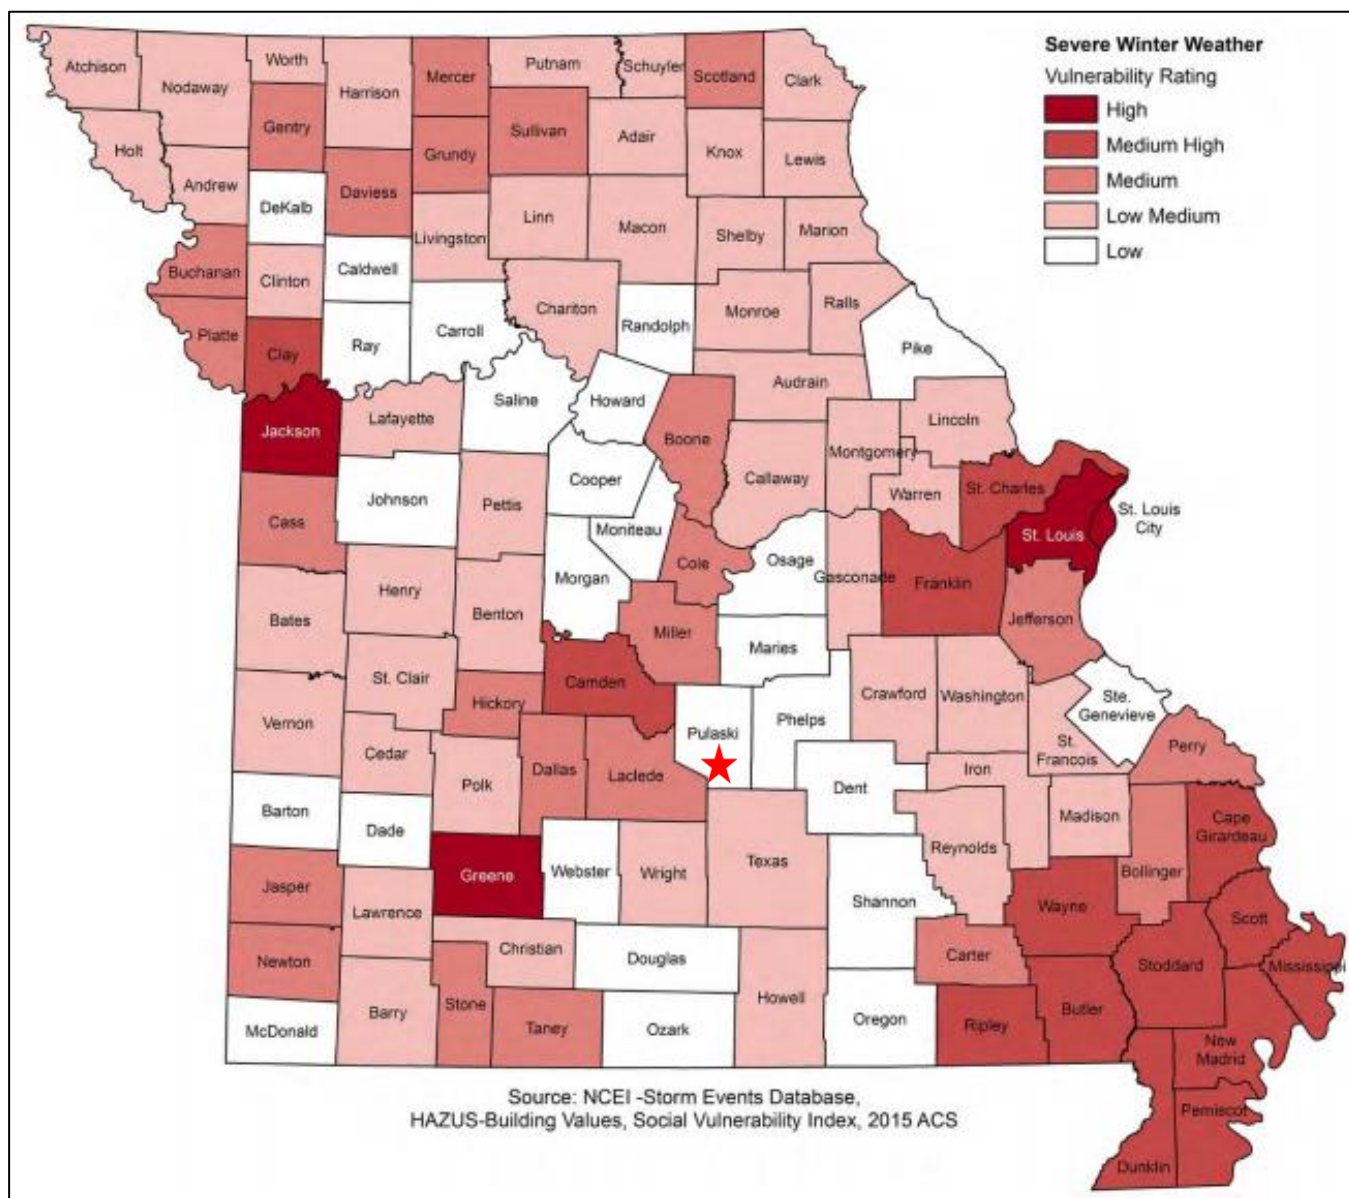 Severe Winter Weather
Vulnerability Rating
High
Medium High
Medium
Low Medium
Low
Atchison
Nodaway
Worth
Harrison
Mercer
Putnam
Schuyler
Scotland
Clark
Gentry
Sullivan
Adair
Knox
Lewis
Holt
Andrew
DeKalb
Daviess
Grundy
Livingston
Linn
Macon
Shelby
Marion
Buchanan
Clinton
Caldwell
Chariton
Randolph
Monroe
Ralls
Pike
Platte
Clay
Ray
Carroll
Saline
Howard
Audrain
Lincoln
Jackson
Lafayette
Boone
Callaway
Montgomery
Warren
St. Charles
St. Louis
St. Louis
City
Cass
Johnson
Pettis
Cooper
Moniteau
Morgan
Cole
Osage
Gasconade
Franklin
Jefferson
Bates
Henry
Benton
Miller
Maries
St. Clair
Hickory
Camden
Pulaski
Phelps
Crawford
Washington
Ste.
Genevieve
St.
Francois
Perry
Vernon
Cedar
Polk
Dallas
Laclede
Dent
Iron
Madison
Barton
Dade
Greene
Webster
Wright
Texas
Shannon
Reynolds
Bollinger
Cape
Girardeau
Jasper
Lawrence
Christian
Douglas
Howell
Carter
Wayne
Scott
Stoddard
Mississippi
Newton
McDonald
Barry
Stone
Taney
Ozark
Oregon
Ripley
Butler
New
Madrid
Pemiscot
Dunklin
Source: NCEI -Storm Events Database,
HAZUS-Building Values, Social Vulnerability Index, 2015 ACS